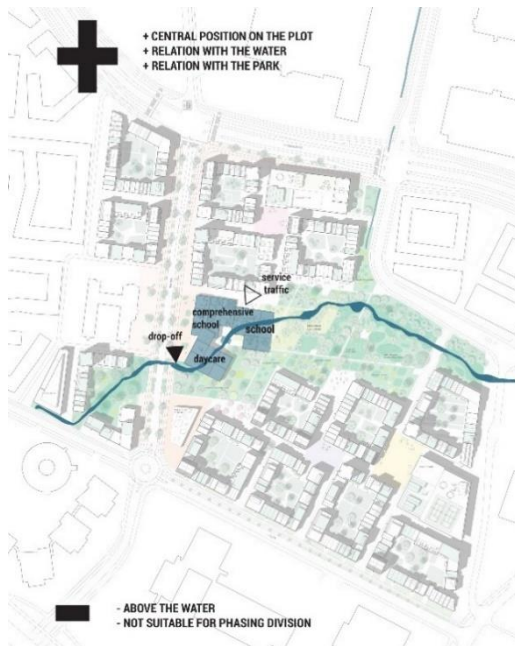 + CENTRAL POSITION ON THE PLOT
+ RELATION WITH THE WATER
+ RELATION WITH THE PARK
service
traffic
comprehensive
school
school
drop-off
daycare
- ABOVE THE WATER
- NOT SUITABLE FOR PHASING DIVISION